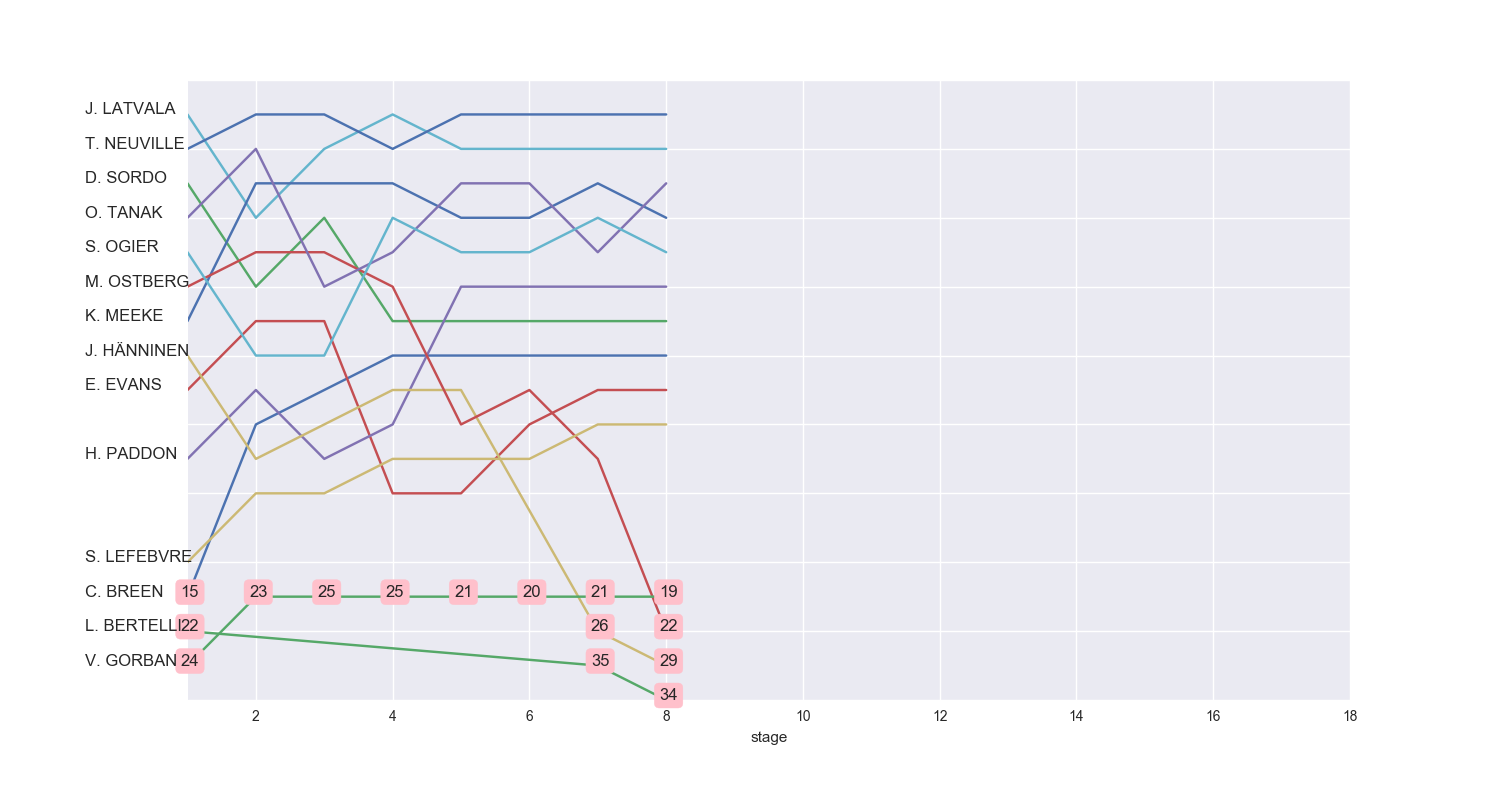 J. LATVALA
T. NEUVILLE
D. SORDO
O. TANAK
S. OGIER
M. OSTBERG
K. MEEKE
J. HÄNNINEN
E. EVANS
H. PADDON
S. LEFEBVRE
C. BREEN 15 23 25 25 21 20 21 19
L. BERTELLI 22 26 22
V. GORBAN 24 35 29
34
2 4 6 8 10 12 14 16 18
stage